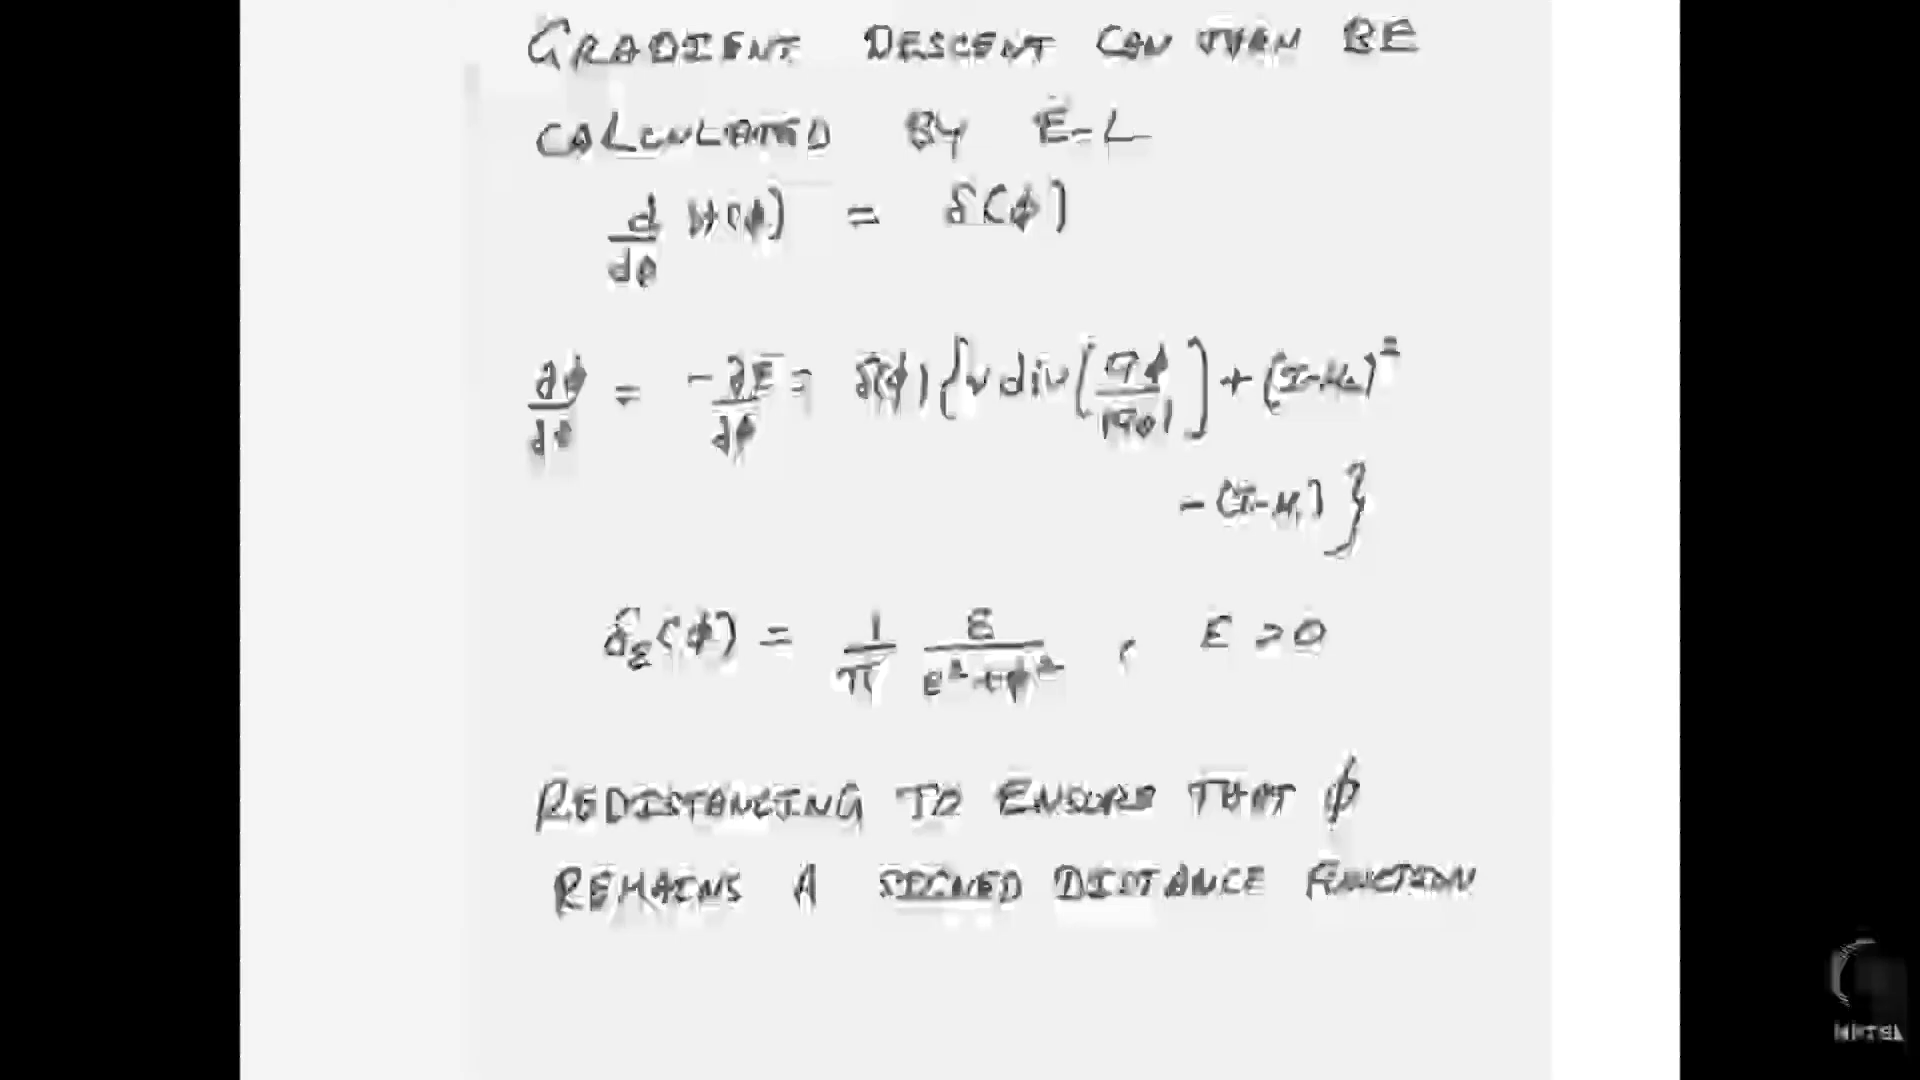 GRADIENT DESCENT CAN THEN BE
CALCULATED BY E-L
d/dϕ H(ϕ) = δ(ϕ)
∂ϕ/∂t = -∂E/∂ϕ = δ(ϕ) {ν div (∇ϕ/|∇ϕ|) + (I-μ₂)²
- (I-μ₁) }
δ_ε(ϕ) = 1/π ε/(ε²+ϕ²) , ε > 0
REDISTANCING TO ENSURE THAT ϕ
REMAINS A SIGNED DISTANCE FUNCTION
NPTEL